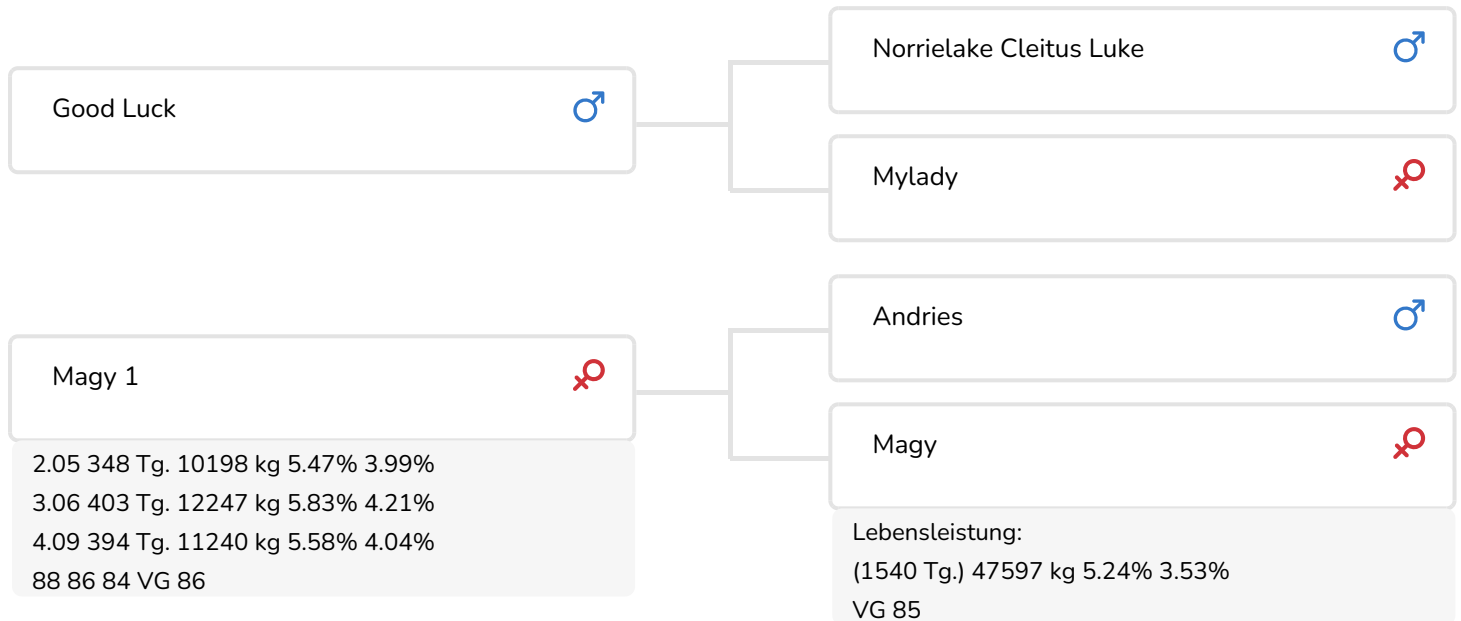 Norrielake Cleitus Luke
Good Luck
Mylady
Andries
Magy 1
2.05 348 Tg. 10198 kg 5.47% 3.99%
3.06 403 Tg. 12247 kg 5.83% 4.21%
4.09 394 Tg. 11240 kg 5.58% 4.04%
88 86 84 VG 86
Magy
Lebensleistung:
(1540 Tg.) 47597 kg 5.24% 3.53%
VG 85